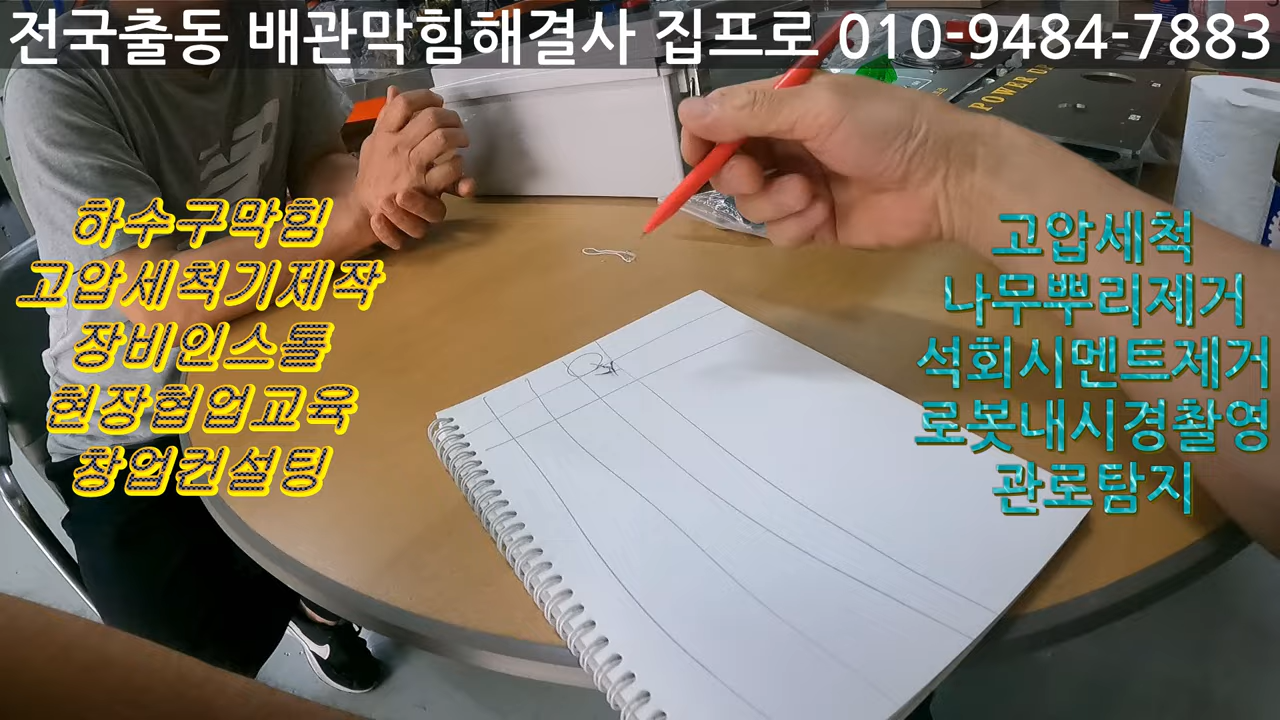 전국출동 배관막힘해결사 집프로 010-9484-7883
POWER UP
하수구막힘
고압세척기제작
장비인스톨
현장협업교육
창업컨설팅
고압세척
나무뿌리제거
석회시멘트제거
로봇내시경촬영
관로탐지